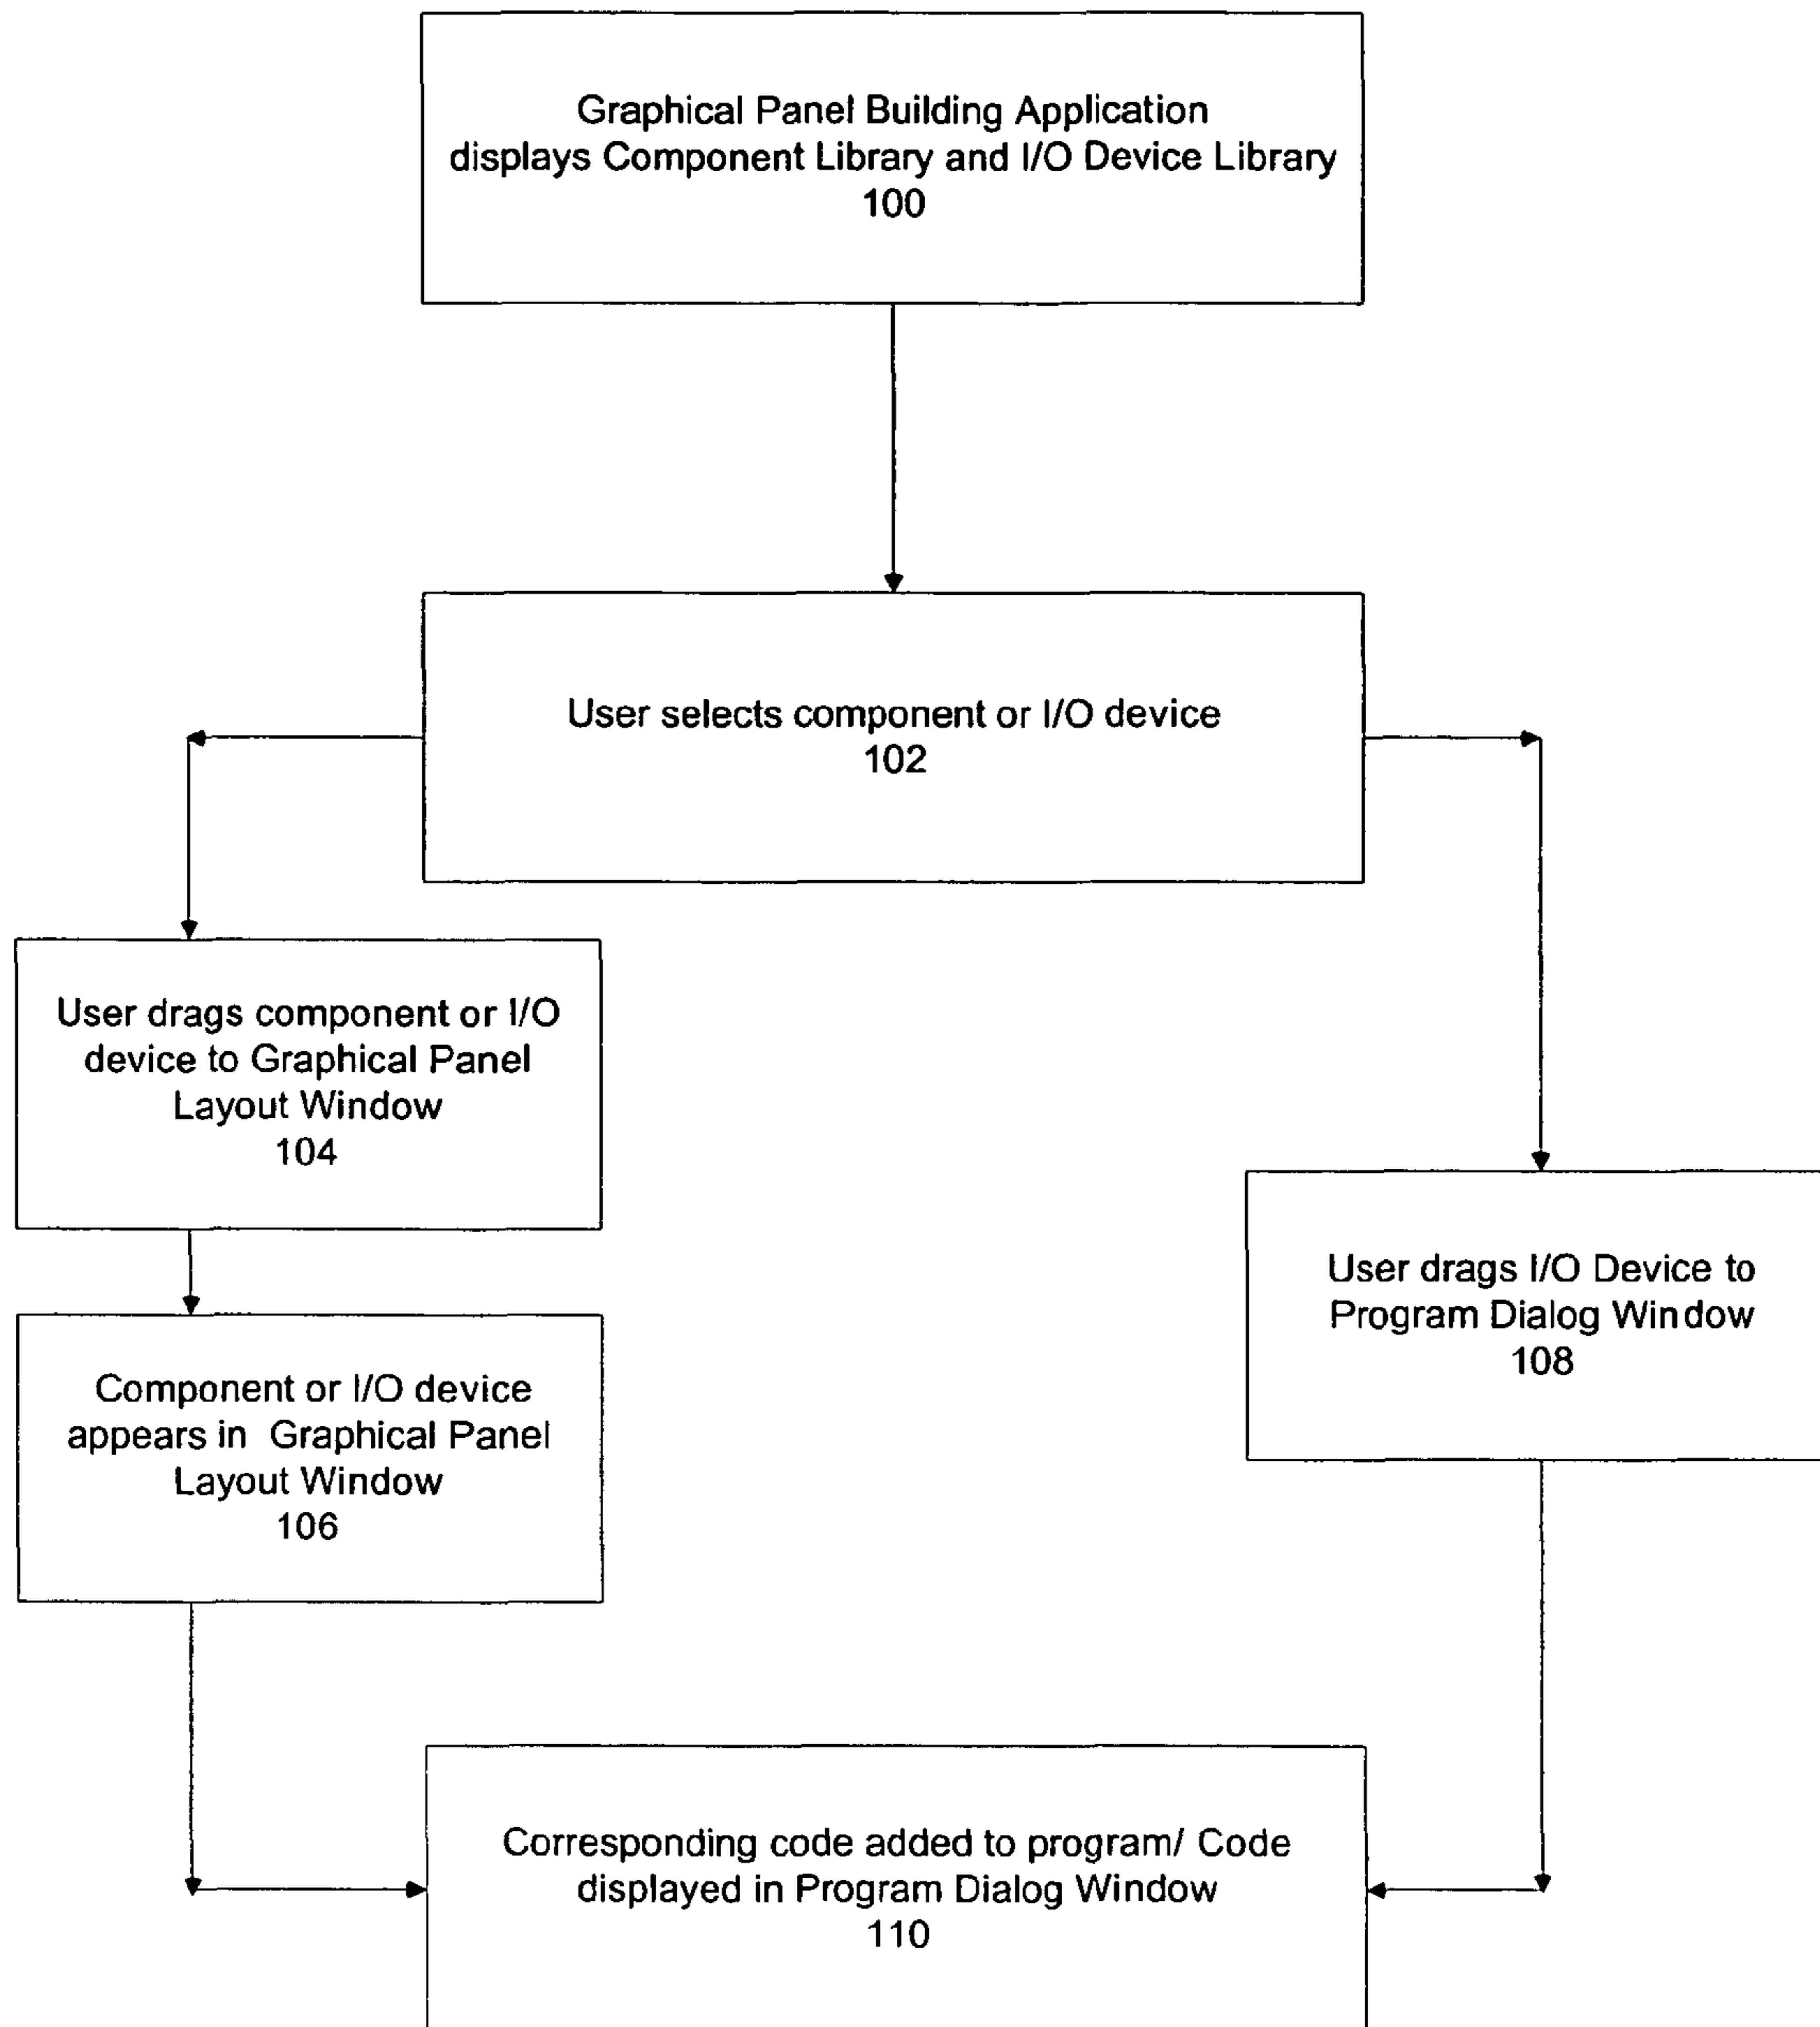 Graphical Panel Building Application
displays Component Library and I/O Device Library
100
User selects component or I/O device
102
User drags component or I/O
device to Graphical Panel
Layout Window
104
Component or I/O device
appears in Graphical Panel
Layout Window
106
User drags I/O Device to
Program Dialog Window
108
Corresponding code added to program/ Code
displayed in Program Dialog Window
110